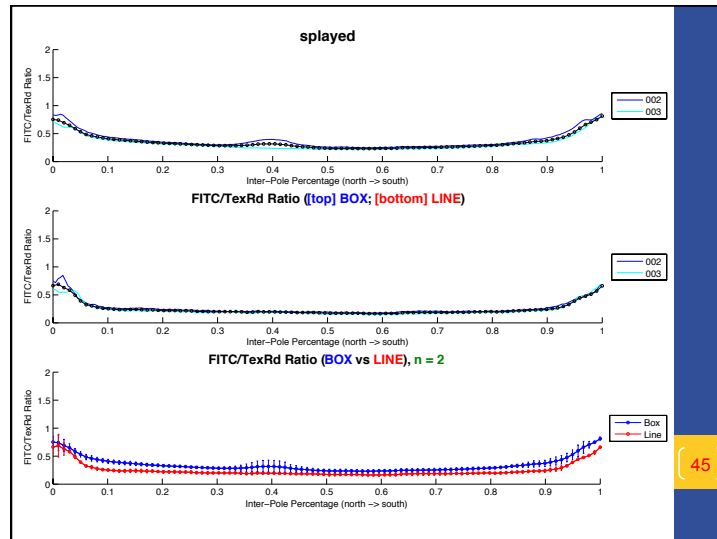 splayed
2
1.5
1
0.5
0
FITC/TexRd Ratio
0 0.1 0.2 0.3 0.4 0.5 0.6 0.7 0.8 0.9 1
Inter-Pole Percentage (north -> south)
002
003
FITC/TexRd Ratio ([top] BOX; [bottom] LINE)
2
1.5
1
0.5
0
FITC/TexRd Ratio
0 0.1 0.2 0.3 0.4 0.5 0.6 0.7 0.8 0.9 1
Inter-Pole Percentage (north -> south)
002
003
FITC/TexRd Ratio (BOX vs LINE), n = 2
2
1.5
1
0.5
0
FITC/TexRd Ratio
0 0.1 0.2 0.3 0.4 0.5 0.6 0.7 0.8 0.9 1
Inter-Pole Percentage (north -> south)
Box
Line
45